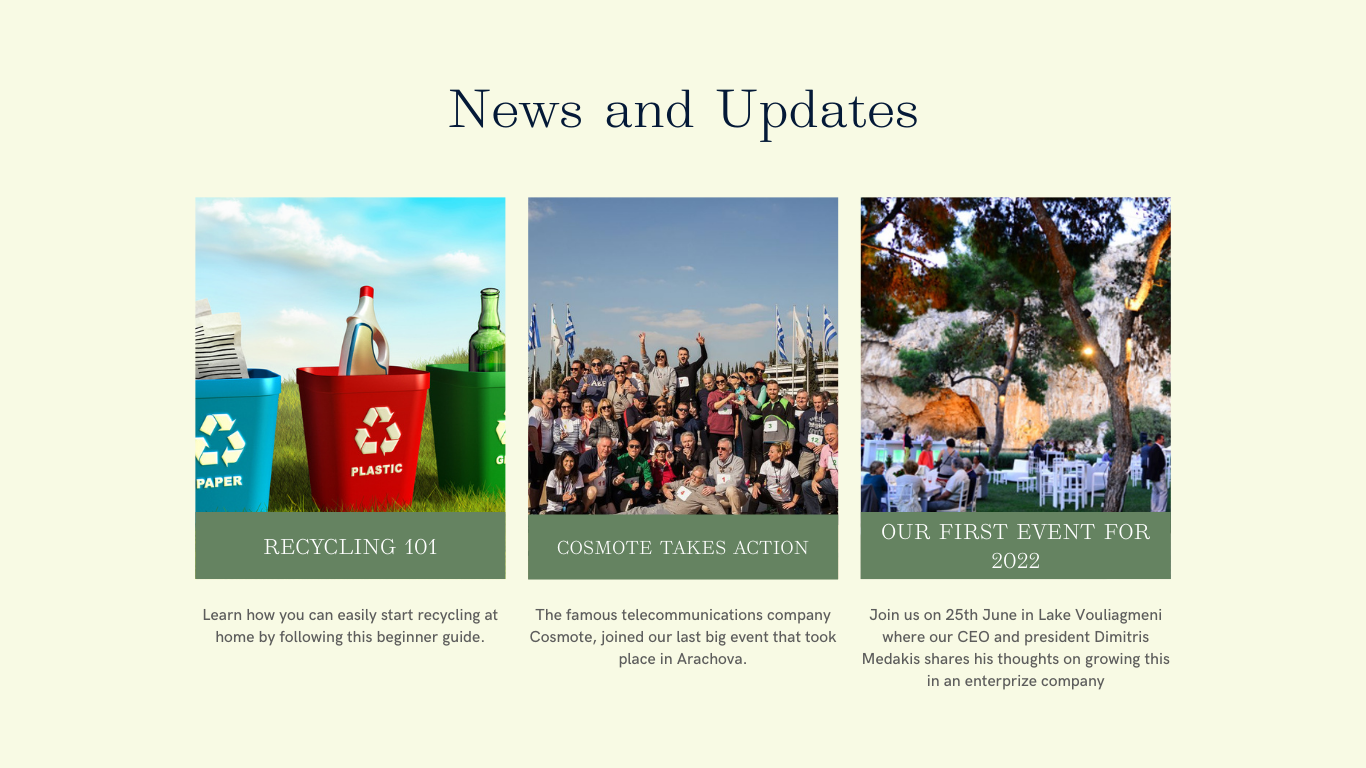 News and Updates
PAPER
PLASTIC
RECYCLING 101
Learn how you can easily start recycling at
home by following this beginner guide.
COSMOTE TAKES ACTION
The famous telecommunications company
Cosmote, joined our last big event that took
place in Arachova.
OUR FIRST EVENT FOR
2022
Join us on 25th June in Lake Vouliagmeni
where our CEO and president Dimitris
Medakis shares his thoughts on growing this
in an enterprize company